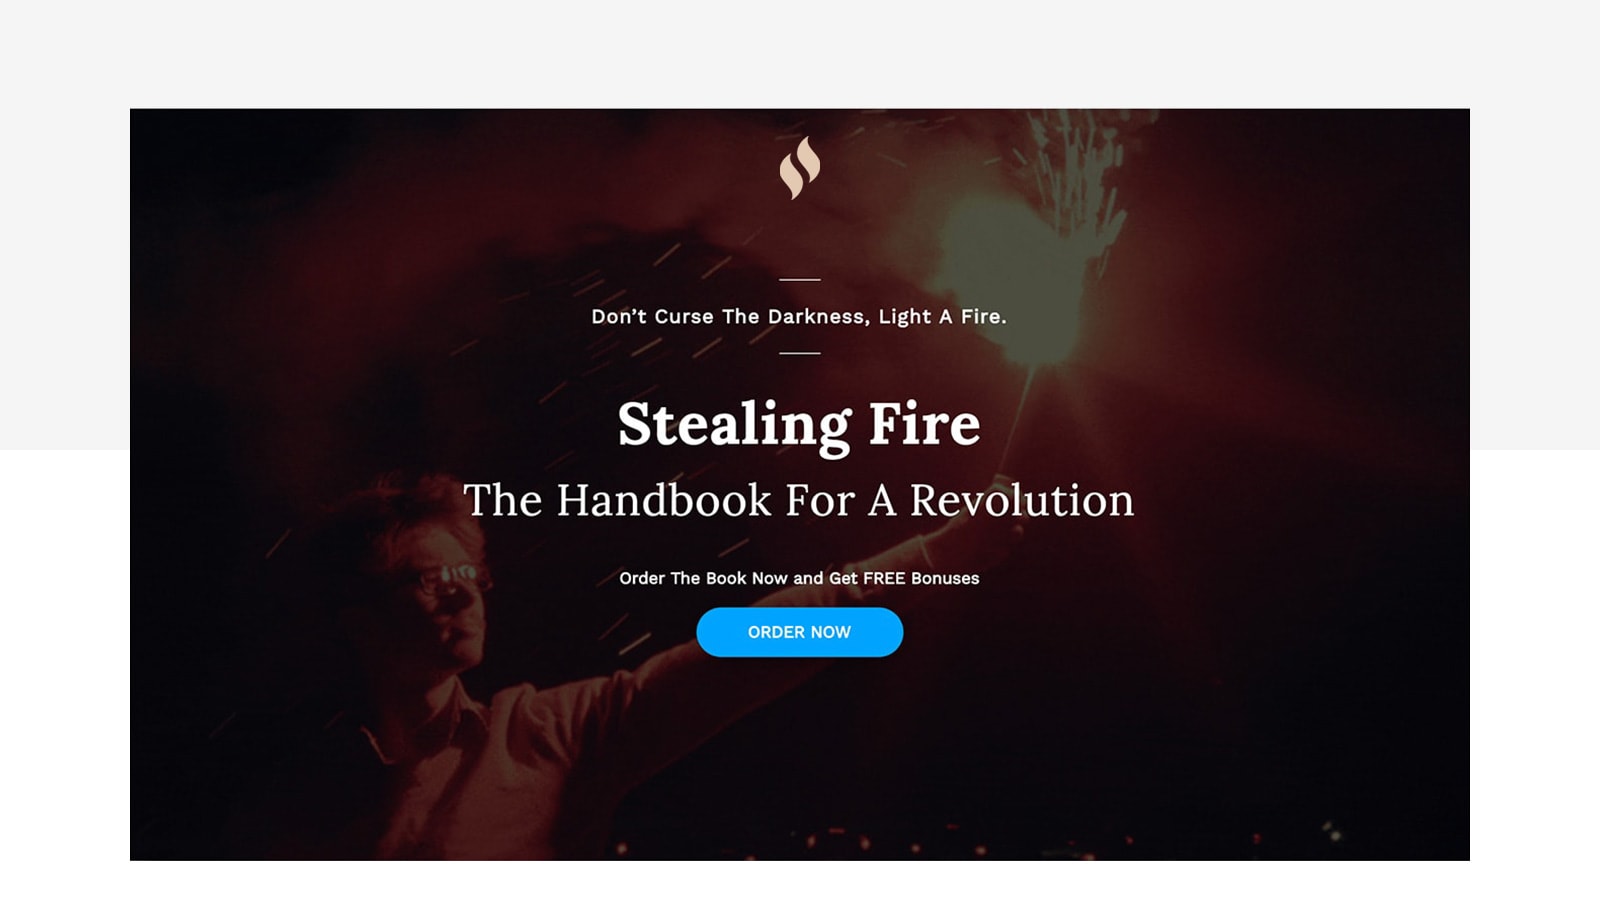 Don’t Curse The Darkness, Light A Fire.
Stealing Fire
The Handbook For A Revolution
Order The Book Now and Get FREE Bonuses
ORDER NOW